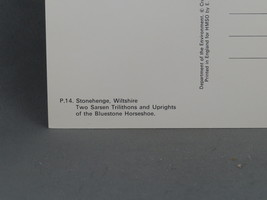 P.14. Stonehenge, Wiltshire
Two Sarsen Trilithons and Uprights
of the Bluestone Horseshoe.
Department of the Environment. ©
Printed in England for HMSO by